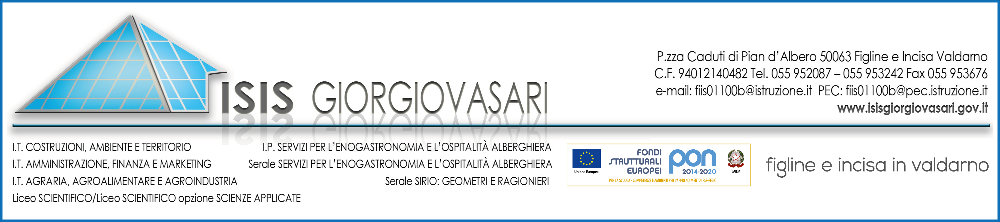 P.zza Caduti di Pian d'Albero 50063 Figline e Incisa Valdarno
C.F. 94012140482 Tel. 055 952087 – 055 953242 Fax 055 953676
e-mail: fiis01100b@istruzione.it PEC: fiis01100b@pec.istruzione.it
www.isisgiorgiovasari.gov.it
ISIS GIORGIOVASARI
I.T. COSTRUZIONI, AMBIENTE E TERRITORIO
I.T. AMMINISTRAZIONE, FINANZA E MARKETING
I.T. AGRARIA, AGROALIMENTARE E AGROINDUSTRIA
Liceo SCIENTIFICO/Liceo SCIENTIFICO opzione SCIENZE APPLICATE
I.P. SERVIZI PER L'ENOGASTRONOMIA E L'OSPITALITÀ ALBERGHIERA
Serale SERVIZI PER L'ENOGASTRONOMIA E L'OSPITALITÀ ALBERGHIERA
Serale SIRIO: GEOMETRI E RAGIONIERI
Unione Europea
FONDI
STRUTTURALI
EUROPEI
pon
2014-2020
MIUR
PER LA SCUOLA - COMPETENZE E AMBIENTI PER L'APPRENDIMENTO (FSE-FESR)
figline e incisa in valdarno